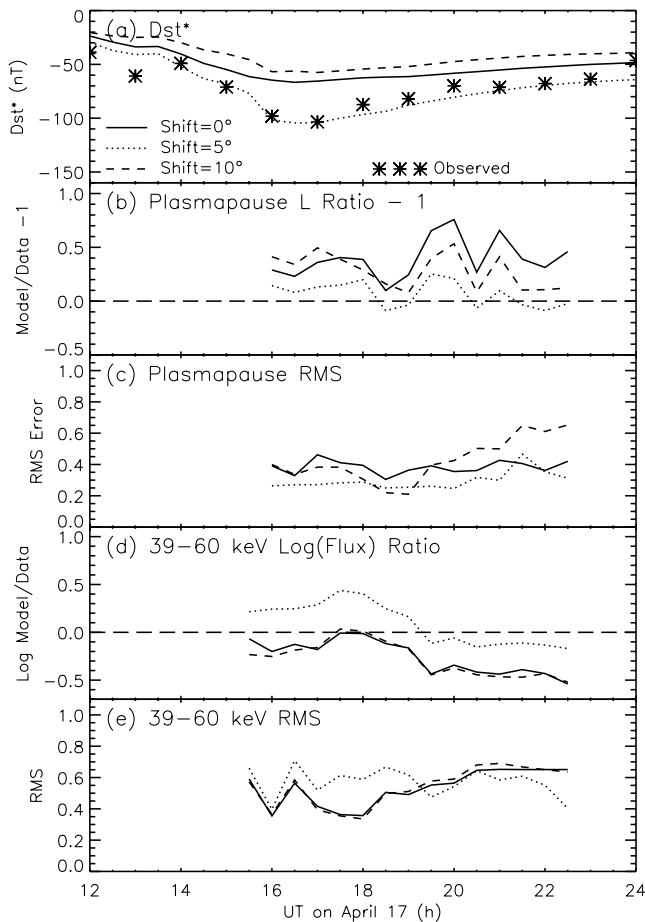 0
(a) Dst*
−50
Dst* (nT)
−100
Shift=0°
Shift=5°
−150
Shift=10°
Observed
1.0
(b) Plasmapause L Ratio − 1
Model/Data −1
0.5
0.0
−0.5
(c) Plasmapause RMS
1.0
0.8
RMS Error
0.6
0.4
0.2
0.0
1.0
(d) 39−60 keV Log(Flux) Ratio
Log Model/Data
0.5
0.0
−0.5
(e) 39−60 keV RMS
1.0
0.8
RMS
0.6
0.4
0.2
0.0
12 14 16 18 20 22 24
UT on April 17 (h)